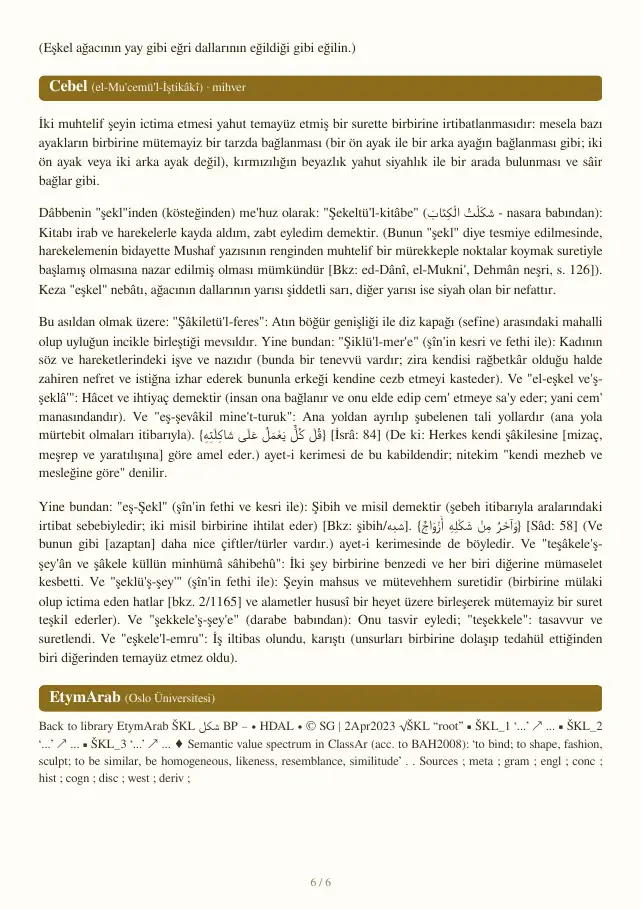 (Eşkel ağacının yay gibi eğri dallarının eğildiği gibi eğilin.)
Cebel (el-Mu'cemü'l-İştikâkî) · mihver
İki muhtelif şeyin ictima etmesi yahut temayüz etmiş bir surette birbirine irtibatlanmasıdır: mesela bazı
ayakların birbirine mütemayiz bir tarzda bağlanması (bir ön ayak ile bir arka ayağın bağlanması gibi; iki
ön ayak veya iki arka ayak değil), kırmızılığın beyazlık yahut siyahlık ile bir arada bulunması ve sâir
bağlar gibi.
Dâbbenin "şekl"inden (kösteğinden) me'huz olarak: "Şekeltü'l-kitâbe" (شَكَلْتُ الْكِتَابَ - nasara babından):
Kitabı irab ve harekelerle kayda aldım, zabt eyledim demektir. (Bunun "şekl" diye tesmiye edilmesinde,
harekelemenin bidayette Mushaf yazısının renginden muhtelif bir mürekkeple noktalar koymak suretiyle
başlamış olmasına nazar edilmiş olması mümkündür [Bkz: ed-Dânî, el-Mukni', Dehmân neşri, s. 126]).
Keza "eşkel" nebâtı, ağacının dallarının yarısı şiddetli sarı, diğer yarısı ise siyah olan bir nefattır.
Bu asıldan olmak üzere: "Şâkiletü'l-feres": Atın böğür genişliği ile diz kapağı (sefine) arasındaki mahalli
olup uyluğun incikle birleştiği mevsıldır. Yine bundan: "Şiklü'l-mer'e" (şîn'in kesri ve fethi ile): Kadının
söz ve hareketlerindeki işve ve nazıdır (bunda bir tenevvü vardır; zira kendisi rağbetkâr olduğu halde
zahiren nefret ve istiğna izhar ederek bununla erkeği kendine cezb etmeyi kasteder). Ve "el-eşkel ve'ş-
şeklâ'": Hâcet ve ihtiyaç demektir (insan ona bağlanır ve onu elde edip cem' etmeye sa'y eder; yani cem'
manasındandır). Ve "eş-şevâkil mine't-turuk": Ana yoldan ayrılıp şubelenen tali yollardır (ana yola
mürtebit olmaları itibarıyla). {قُلْ كُلٌّ يَعْمَلُ عَلَى شَاكِلَتِهِ} [İsrâ: 84] (De ki: Herkes kendi şâkilesine [mizaç,
meşrep ve yaratılışına] göre amel eder.) ayet-i kerimesi de bu kabildendir; nitekim "kendi mezheb ve
mesleğine göre" denilir.
Yine bundan: "eş-Şekl" (şîn'in fethi ve kesri ile): Şibih ve misil demektir (şebeh itibarıyla aralarındaki
irtibat sebebiyledir; iki misil birbirine ihtilat eder) [Bkz: şibih/شبه]. {وَآخَرُ مِنْ شَكْلِهِ أَزْوَاجٌ} [Sâd: 58] (Ve
bunun gibi [azaptan] daha nice çiftler/türler vardır.) ayet-i kerimesinde de böyledir. Ve "teşâkele'ş-
şey'ân ve şâkele küllün minhümâ sâhibehû": İki şey birbirine benzedi ve her biri diğerine mümaselet
kesbetti. Ve "şeklü'ş-şey'" (şîn'in fethi ile): Şeyin mahsus ve mütevehhem suretidir (birbirine mülaki
olup ictima eden hatlar [bkz. 2/1165] ve alametler hususî bir heyet üzere birleşerek mütemayiz bir suret
teşkil ederler). Ve "şekkele'ş-şey'e" (darabe babından): Onu tasvir eyledi; "teşekkele": tasavvur ve
suretlendi. Ve "eşkele'l-emru": İş iltibas olundu, karıştı (unsurları birbirine dolaşıp tedahül ettiğinden
biri diğerinden temayüz etmez oldu).
EtymArab (Oslo Üniversitesi)
Back to library EtymArab ŠKL شكل BP – • HDAL • © SG | 2Apr2023 √ŠKL “root” ▪ ŠKL_1 ‘...’ ↗ ... ▪ ŠKL_2
‘...’ ↗ ... ▪ ŠKL_3 ‘...’ ↗ ... ♦ Semantic value spectrum in ClassAr (acc. to BAH2008): ‘to bind; to shape, fashion,
sculpt; to be similar, be homogeneous, likeness, resemblance, similitude’ . . Sources ; meta ; gram ; engl ; conc ;
hist ; cogn ; disc ; west ; deriv ;
6 / 6